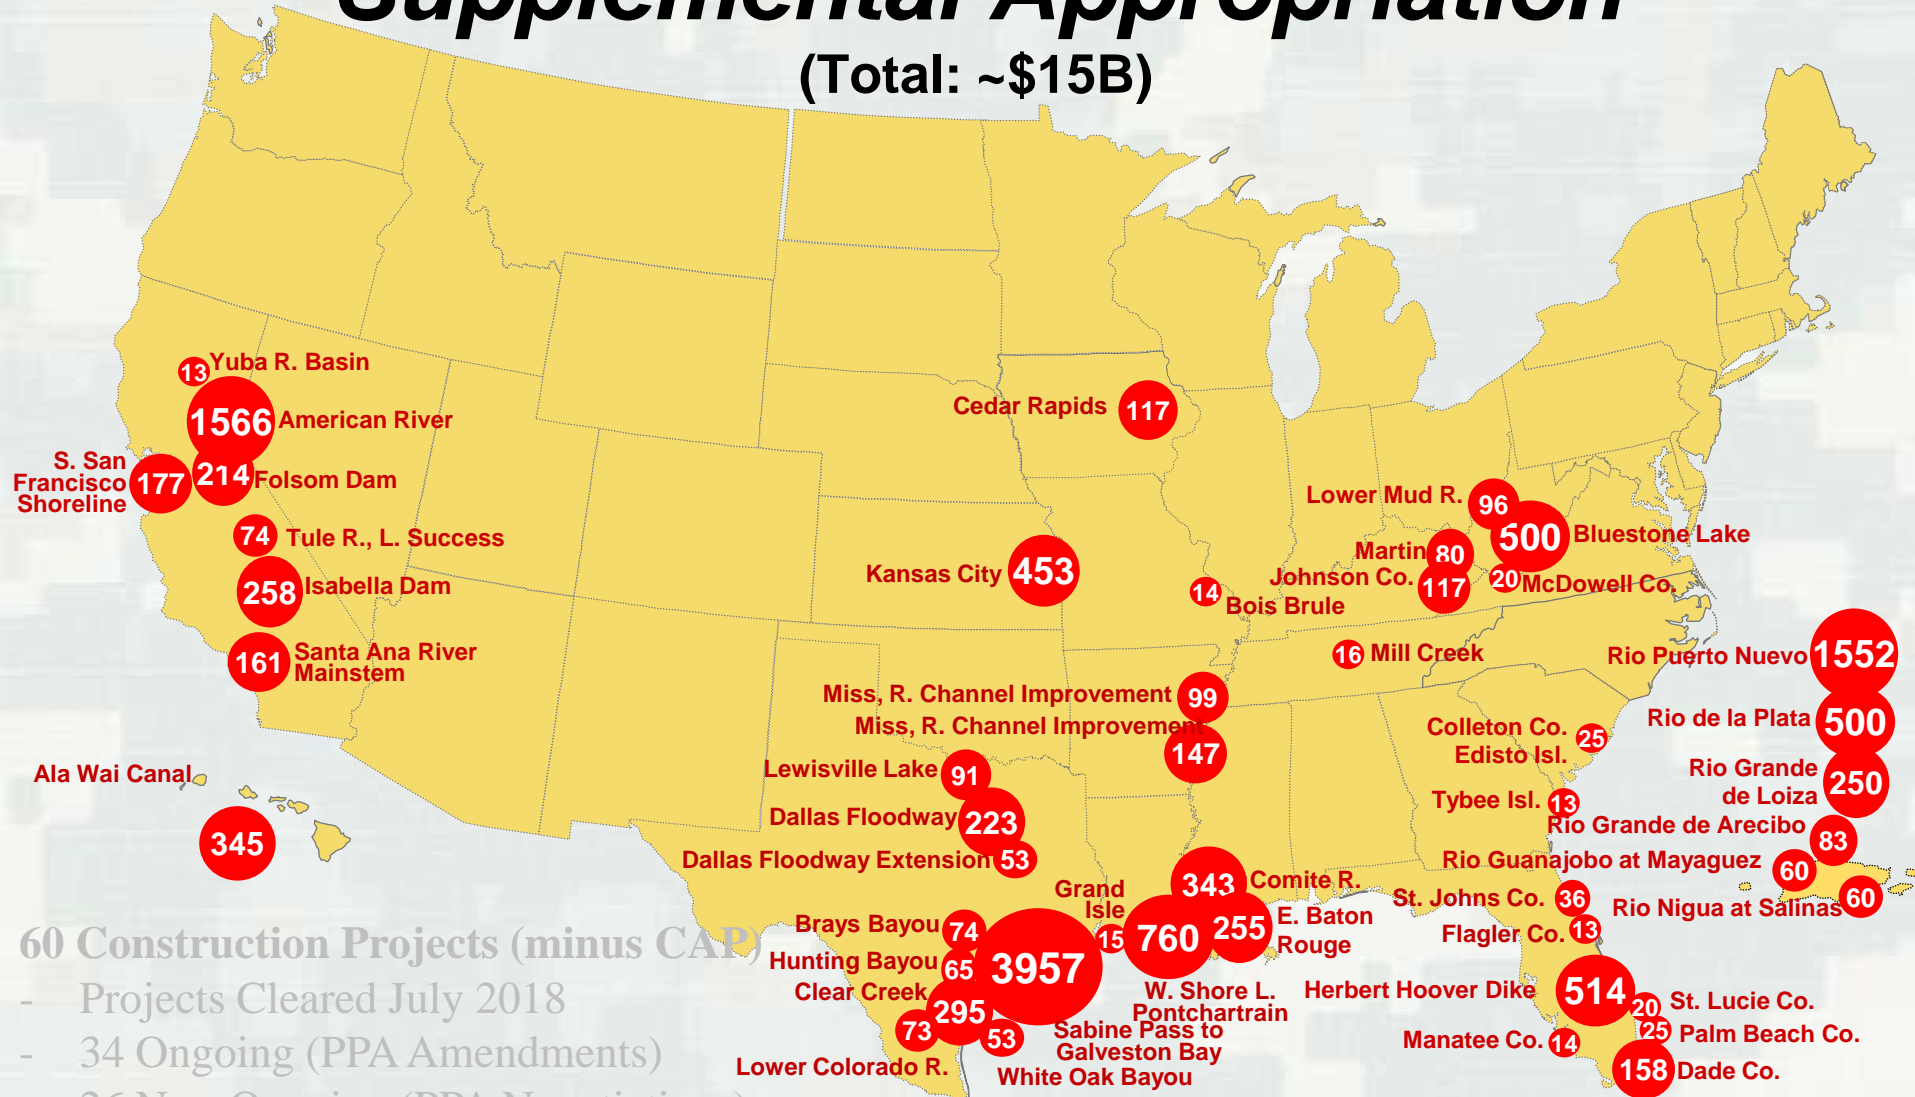 Supplemental Appropriation
(Total: ~$15B)
Yuba R. Basin
13
1566
American River
S. San
Francisco
Shoreline
177
214
Folsom Dam
74
Tule R., L. Success
258
Isabella Dam
161
Santa Ana River
Mainstem
Ala Wai Canal
345
Cedar Rapids
117
Kansas City
453
14
Bois Brule
Lower Mud R.
96
500
Bluestone Lake
Martin
80
Johnson Co.
117
20
McDowell Co.
16
Mill Creek
Miss, R. Channel Improvement
99
Miss, R. Channel Improvement
147
Lewisville Lake
91
Dallas Floodway
223
Dallas Floodway Extension
53
Colleton Co.
Edisto Isl.
25
Tybee Isl.
13
Rio Puerto Nuevo
1552
Rio de la Plata
500
Rio Grande
de Loiza
250
Rio Grande de Arecibo
83
Rio Guanajobo at Mayaguez
60
Rio Nigua at Salinas
60
Grand
Isle
15
343
Comite R.
760
255
E. Baton
Rouge
W. Shore L.
Pontchartrain
Brays Bayou
74
Hunting Bayou
65
3957
Clear Creek
295
73
Lower Colorado R.
53
Sabine Pass to
Galveston Bay
White Oak Bayou
St. Johns Co.
36
Flagler Co.
13
Herbert Hoover Dike
514
20
St. Lucie Co.
25
Palm Beach Co.
Manatee Co.
14
158
Dade Co.
60 Construction Projects (minus CAP)
- Projects Cleared July 2018
- 34 Ongoing (PPA Amendments)